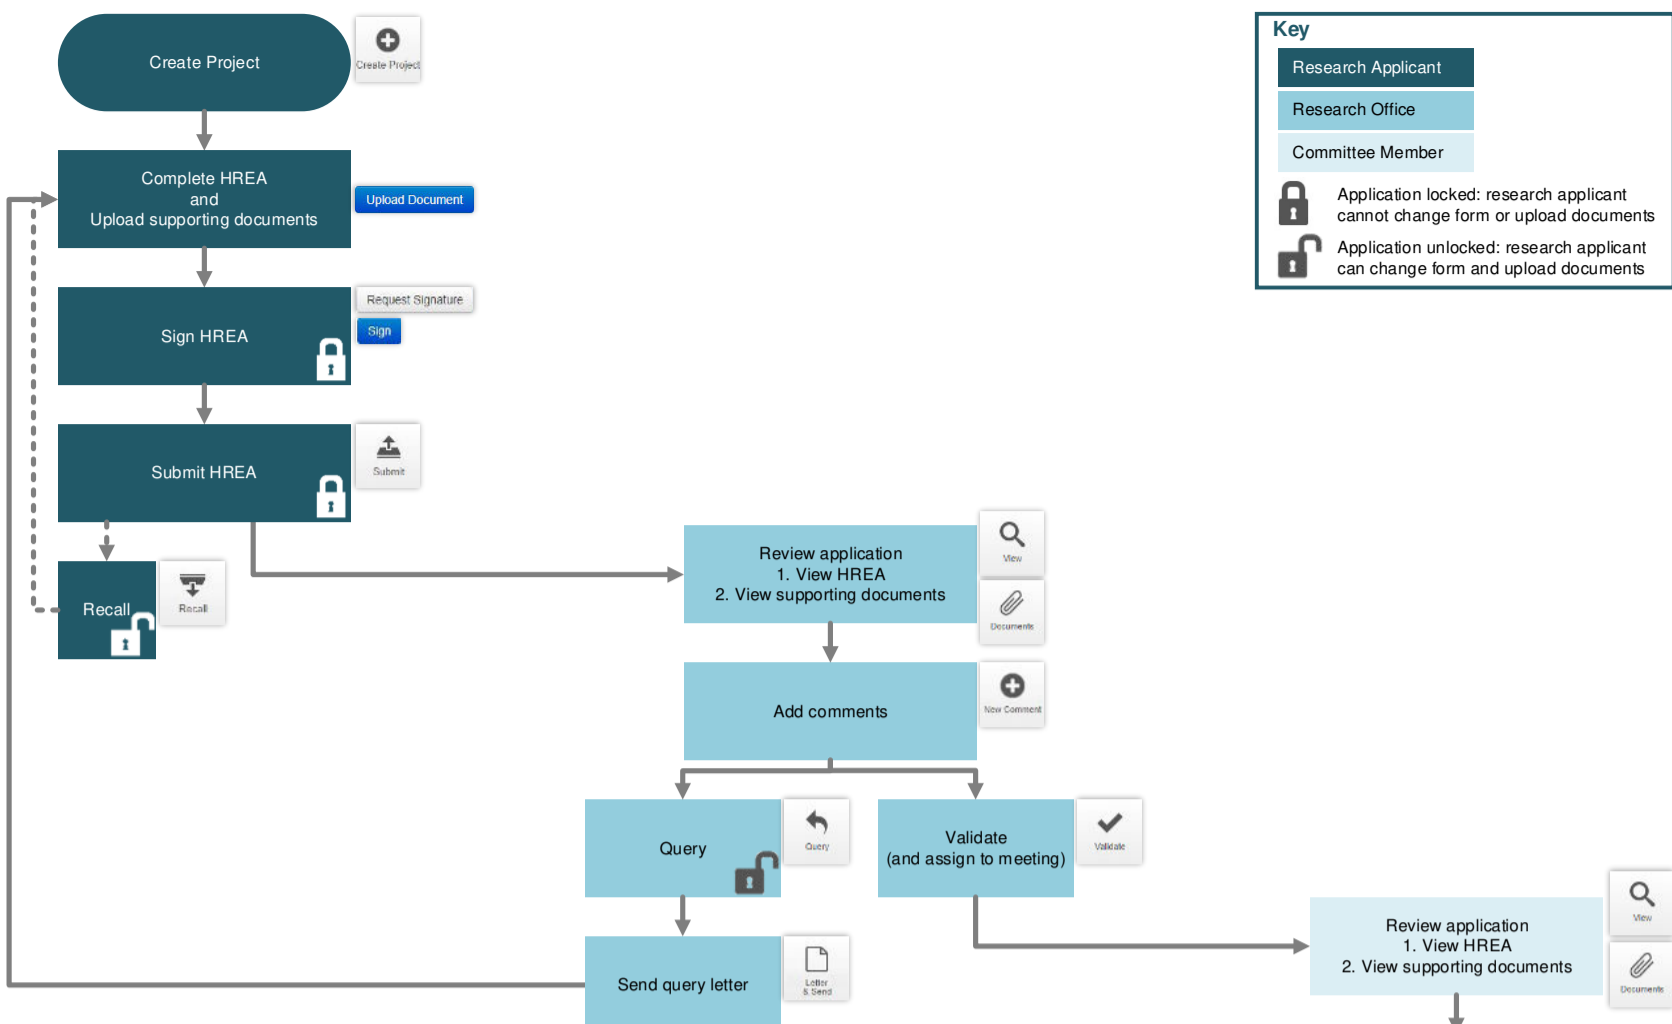 Create Project
Create Project
Key
Research Applicant
Research Office
Committee Member
Application locked: research applicant
cannot change form or upload documents
Application unlocked: research applicant
can change form and upload documents
Complete HREA
and
Upload supporting documents
Upload Document
Sign HREA
Request Signature
Sign
Submit HREA
Submit
Recall
Recall
Review application
1. View HREA
2. View supporting documents
View
Documents
Add comments
New Comment
Query
Query
Validate
(and assign to meeting)
Validate
Send query letter
Letter
& Send
Review application
1. View HREA
2. View supporting documents
View
Documents